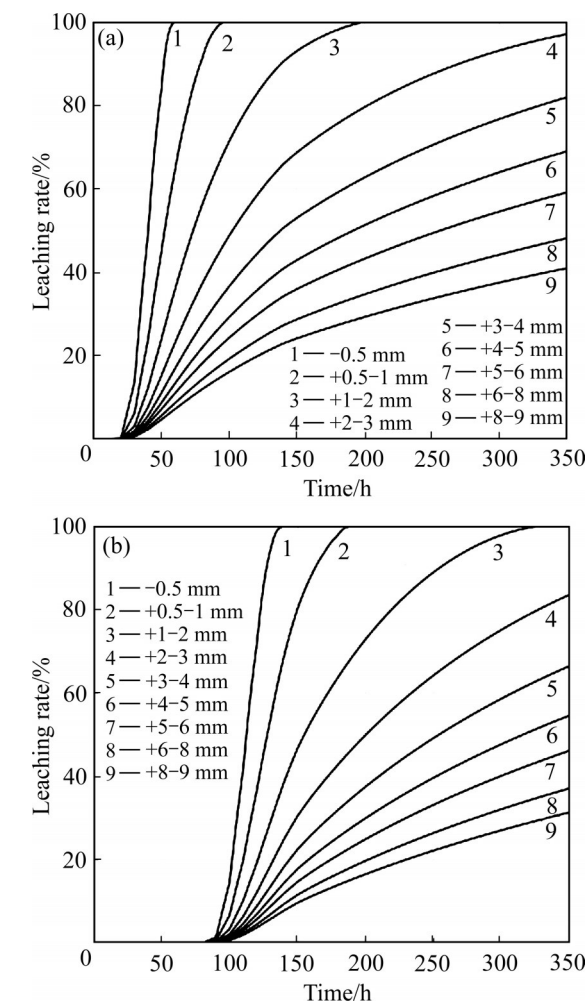 100
(a)
1
2
3
4
80
5
60
6
7
40
8
9
20
0
Leaching rate/%
1 — −0.5 mm
2 — +0.5−1 mm
3 — +1−2 mm
4 — +2−3 mm
5 — +3−4 mm
6 — +4−5 mm
7 — +5−6 mm
8 — +6−8 mm
9 — +8−9 mm
50 100 150 200 250 300 350
Time/h
100
(b)
1
2
3
1 — −0.5 mm
2 — +0.5−1 mm
3 — +1−2 mm
4 — +2−3 mm
5 — +3−4 mm
6 — +4−5 mm
7 — +5−6 mm
8 — +6−8 mm
9 — +8−9 mm
80
4
60
5
6
40
7
8
9
20
0
Leaching rate/%
50 100 150 200 250 300 350
Time/h